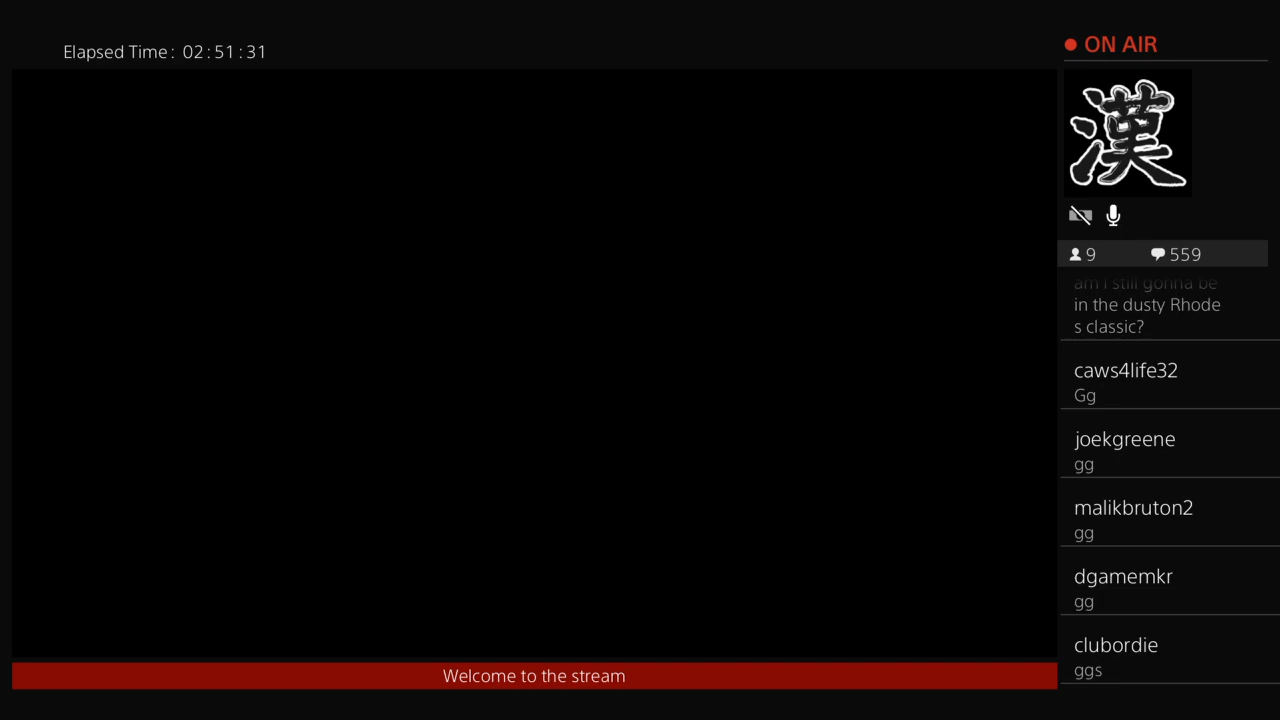 Elapsed Time: 02:51:31
ON AIR
漢
9
559
am i still gonna be
in the dusty Rhode
s classic?
caws4life32
Gg
joekgreene
gg
malikbruton2
gg
dgamemkr
gg
clubordie
ggs
Welcome to the stream